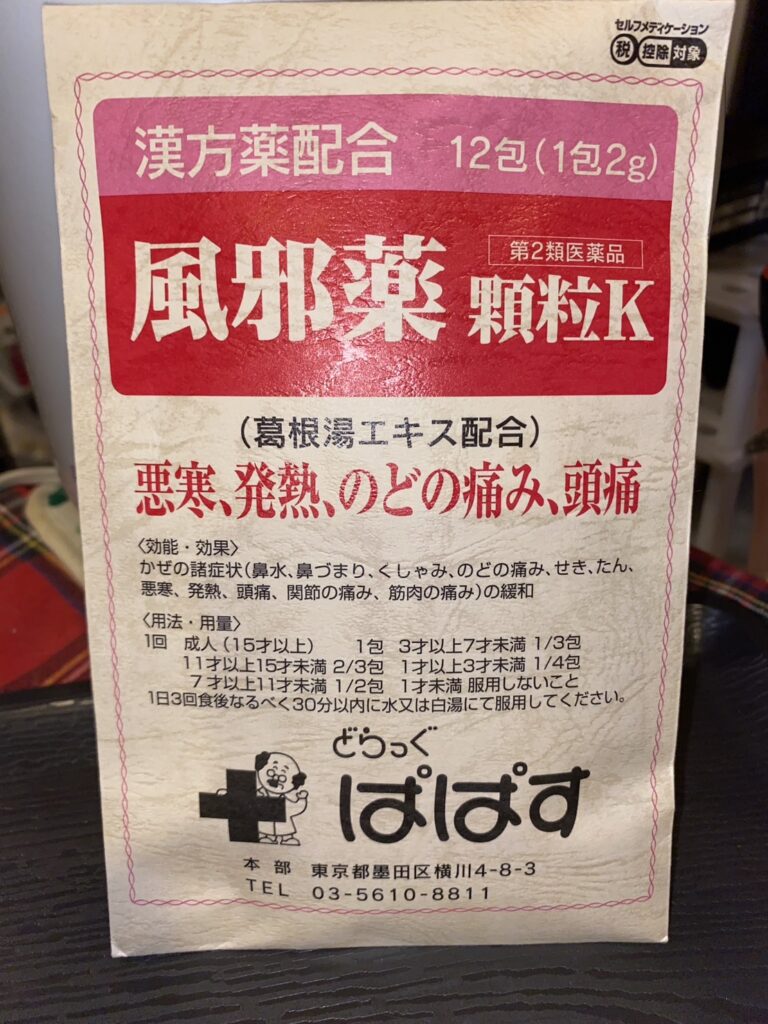 セルフメディケーション
税 控除 対象
漢方薬配合 12包(1包2g)
第2類医薬品
風邪薬 顆粒K
(葛根湯エキス配合)
悪寒、発熱、のどの痛み、頭痛
〈効能・効果〉
かぜの諸症状(鼻水、鼻づまり、くしゃみ、のどの痛み、せき、たん、
悪寒、発熱、頭痛、関節の痛み、筋肉の痛み)の緩和
〈用法・用量〉
1回 成人(15才以上) 1包 3才以上7才未満 1/3包
11才以上15才未満 2/3包 1才以上3才未満 1/4包
7才以上11才未満 1/2包 1才未満 服用しないこと
1日3回食後なるべく30分以内に水又は白湯にて服用してください。
どらっぐ
ぱぱす
本部 東京都墨田区横川4-8-3
TEL 03-5610-8811